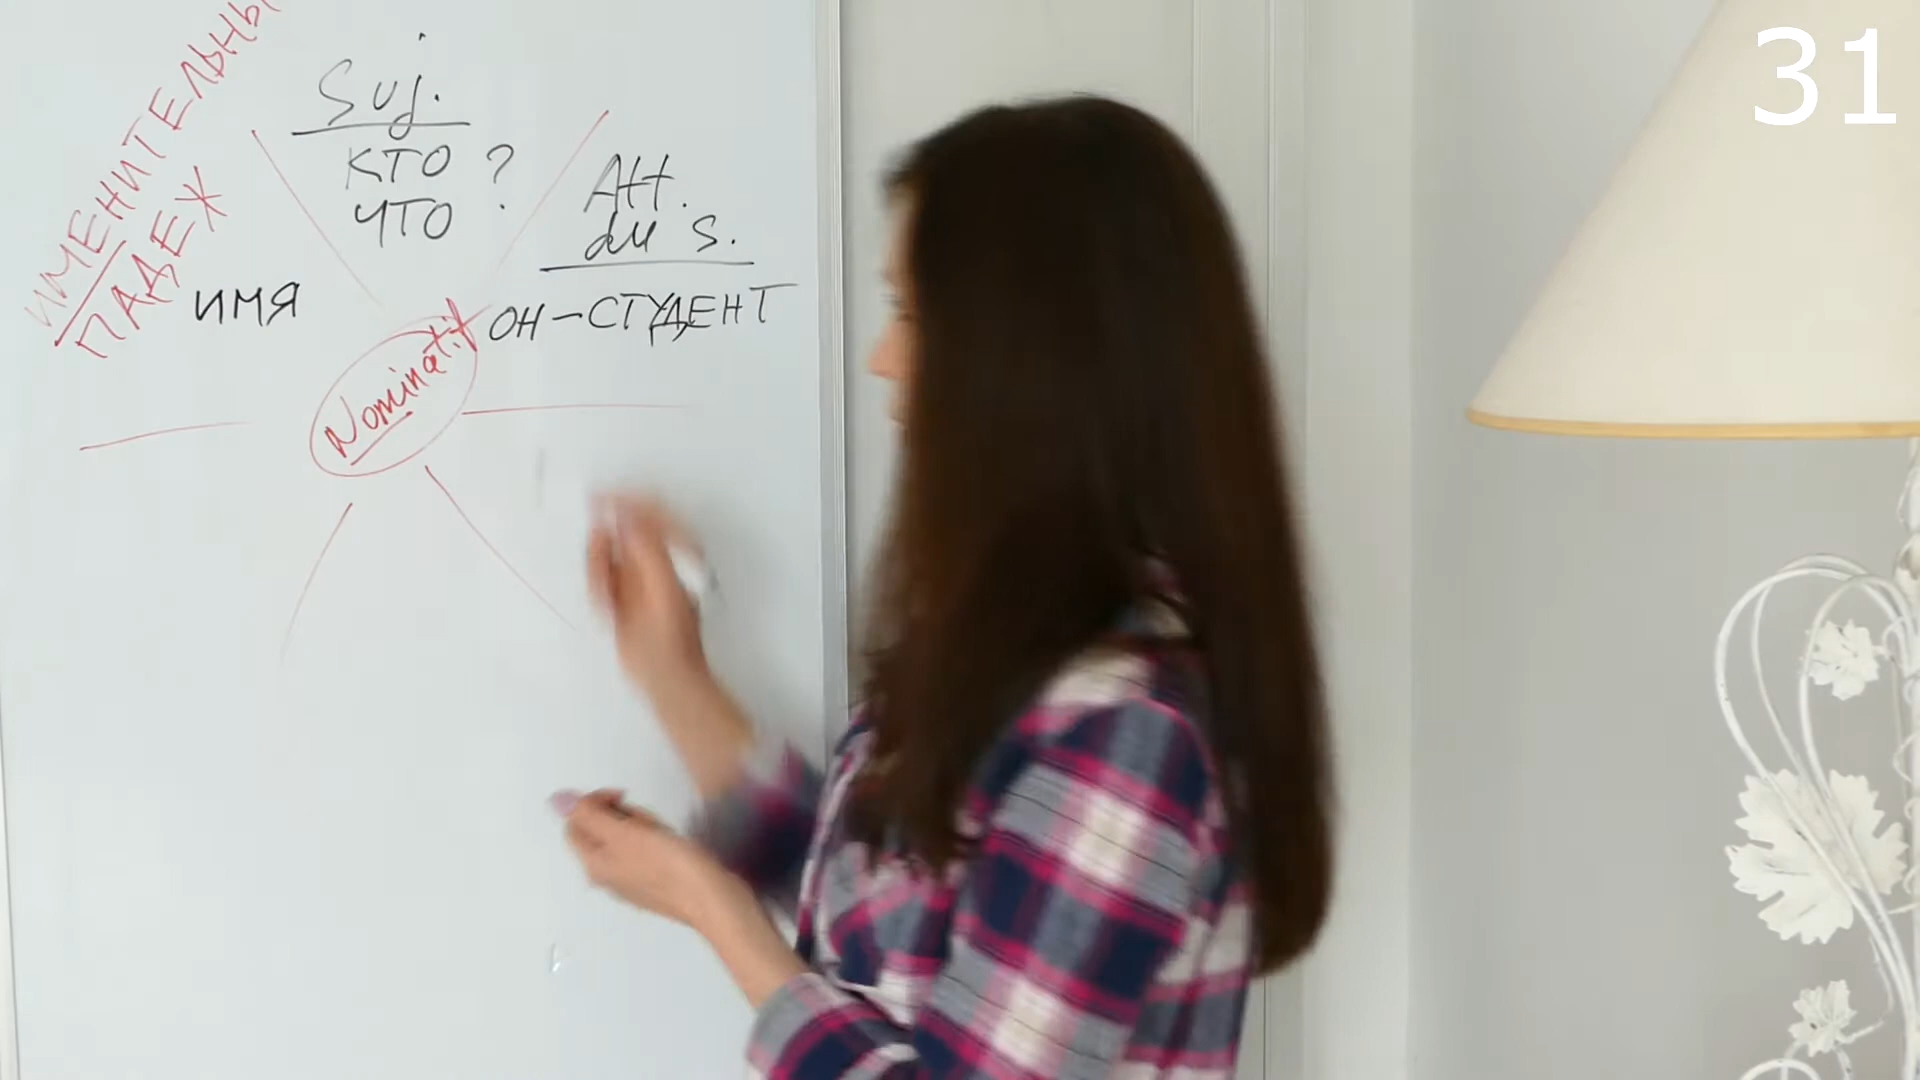 ИМЕНИТЕЛЬНЫ
ПАДЕЖ
ИМЯ
Suj.
КТО ?
ЧТО
Att.
du s.
ОН-СТУДЕНТ
Nominatif
31